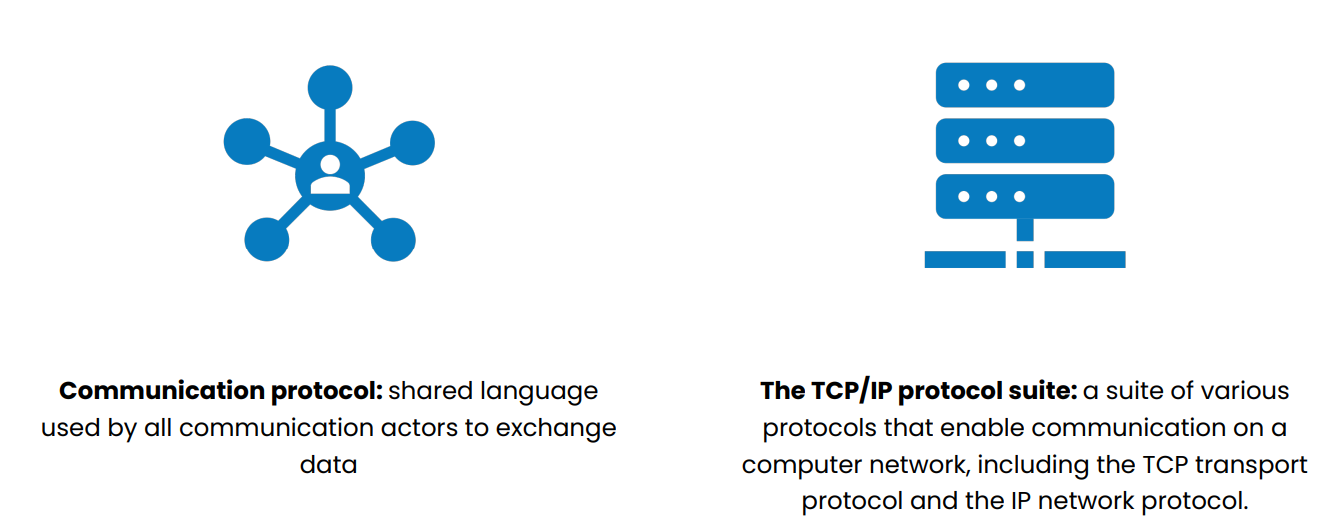 Communication protocol: shared language
used by all communication actors to exchange
data
The TCP/IP protocol suite: a suite of various
protocols that enable communication on a
computer network, including the TCP transport
protocol and the IP network protocol.